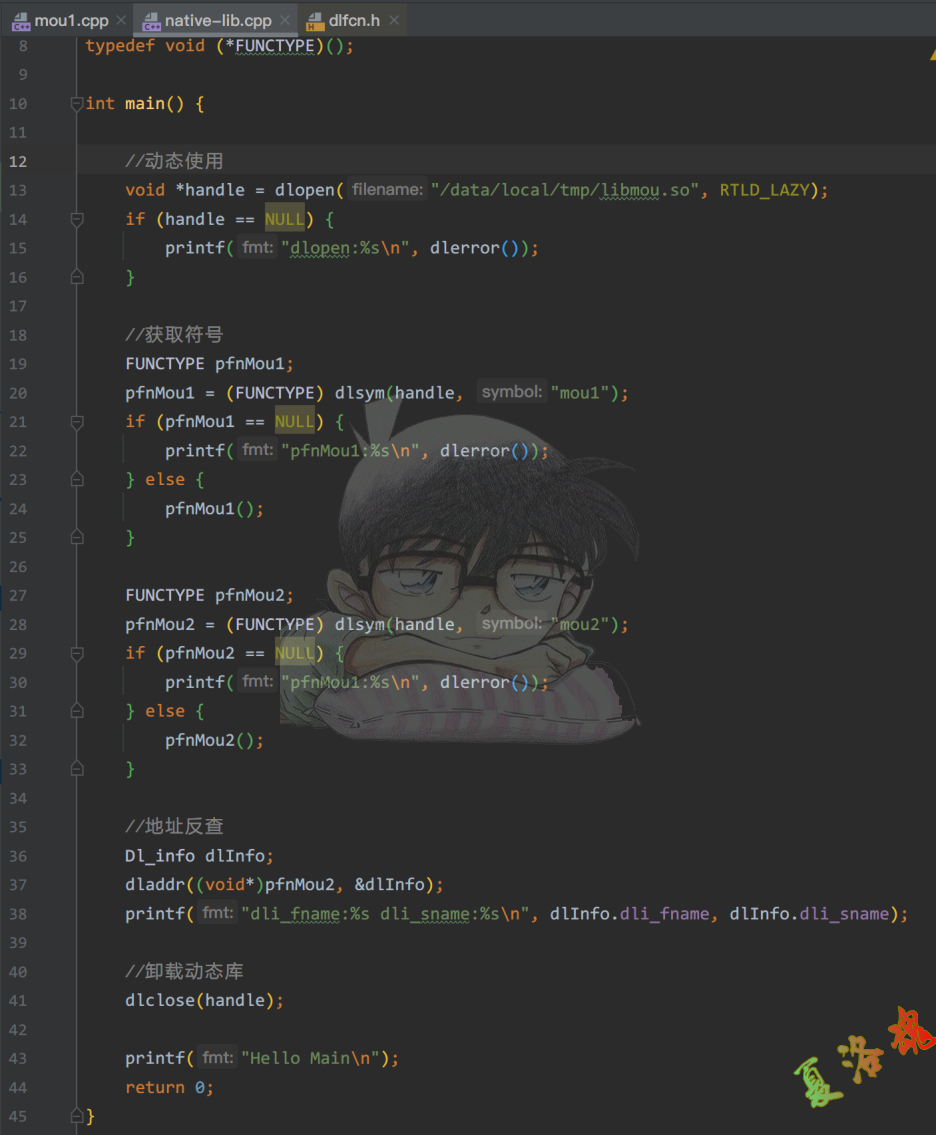 mou1.cpp native-lib.cpp dlfcn.h
8 typedef void (*FUNCTYPE)();
9
10 int main() {
11
12     //动态使用
13     void *handle = dlopen( filename: "/data/local/tmp/libmou.so", RTLD_LAZY);
14     if (handle == NULL) {
15         printf( fmt: "dlopen:%s\n", dlerror());
16     }
17
18     //获取符号
19     FUNCTYPE pfnMou1;
20     pfnMou1 = (FUNCTYPE) dlsym(handle, symbol: "mou1");
21     if (pfnMou1 == NULL) {
22         printf( fmt: "pfnMou1:%s\n", dlerror());
23     } else {
24         pfnMou1();
25     }
26
27     FUNCTYPE pfnMou2;
28     pfnMou2 = (FUNCTYPE) dlsym(handle, symbol: "mou2");
29     if (pfnMou2 == NULL) {
30         printf( fmt: "pfnMou1:%s\n", dlerror());
31     } else {
32         pfnMou2();
33     }
34
35     //地址反查
36     Dl_info dlInfo;
37     dladdr((void*)pfnMou2, &dlInfo);
38     printf( fmt: "dli_fname:%s dli_sname:%s\n", dlInfo.dli_fname, dlInfo.dli_sname);
39
40     //卸载动态库
41     dlclose(handle);
42
43     printf( fmt: "Hello Main\n");
44     return 0;
45 }
夏洛